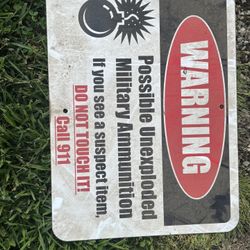 WARNING
Possible Unexploded
Military Ammunition
If you see a suspect item,
DO NOT TOUCH IT!
Call 911